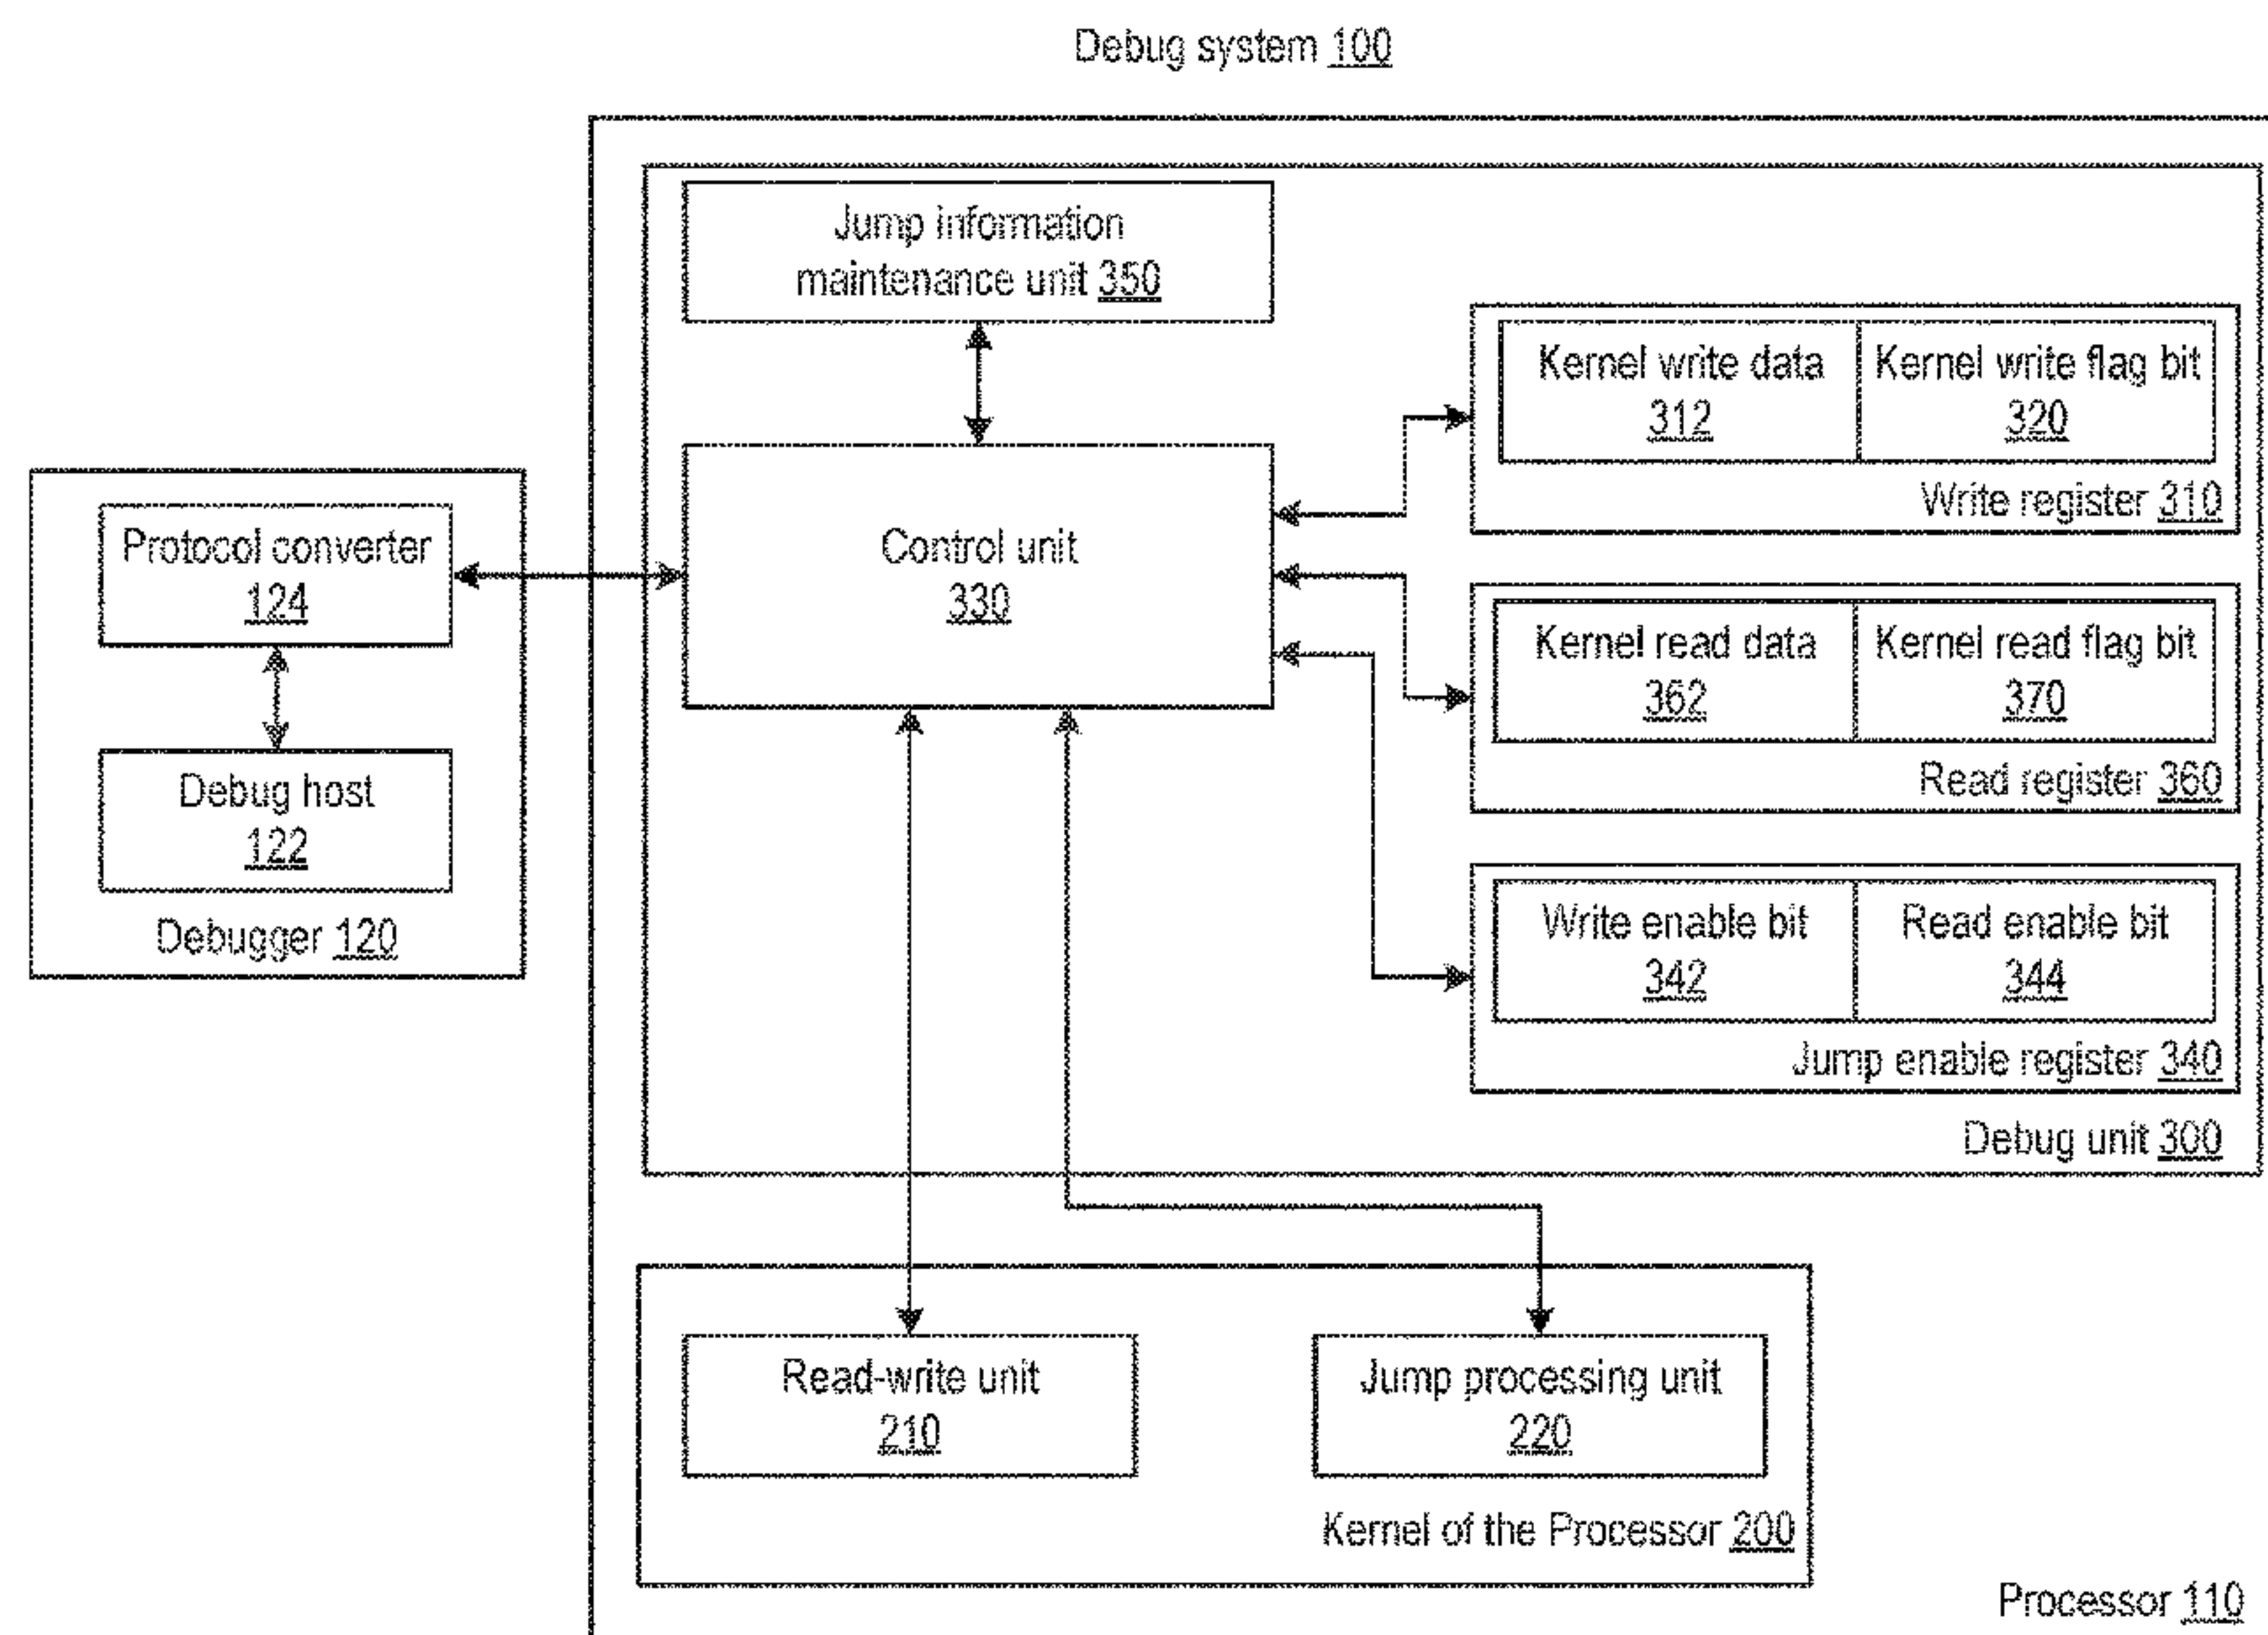 Debug system 100
Jump information
maintenance unit 350
Kernel write data
312
Kernel write flag bit
320
Write register 310
Protocol converter
124
Control unit
330
Kernel read data
362
Kernel read flag bit
370
Read register 360
Debug host
122
Debugger 120
Write enable bit
342
Read enable bit
344
Jump enable register 340
Debug unit 300
Read-write unit
210
Jump processing unit
220
Kernel of the Processor 200
Processor 110